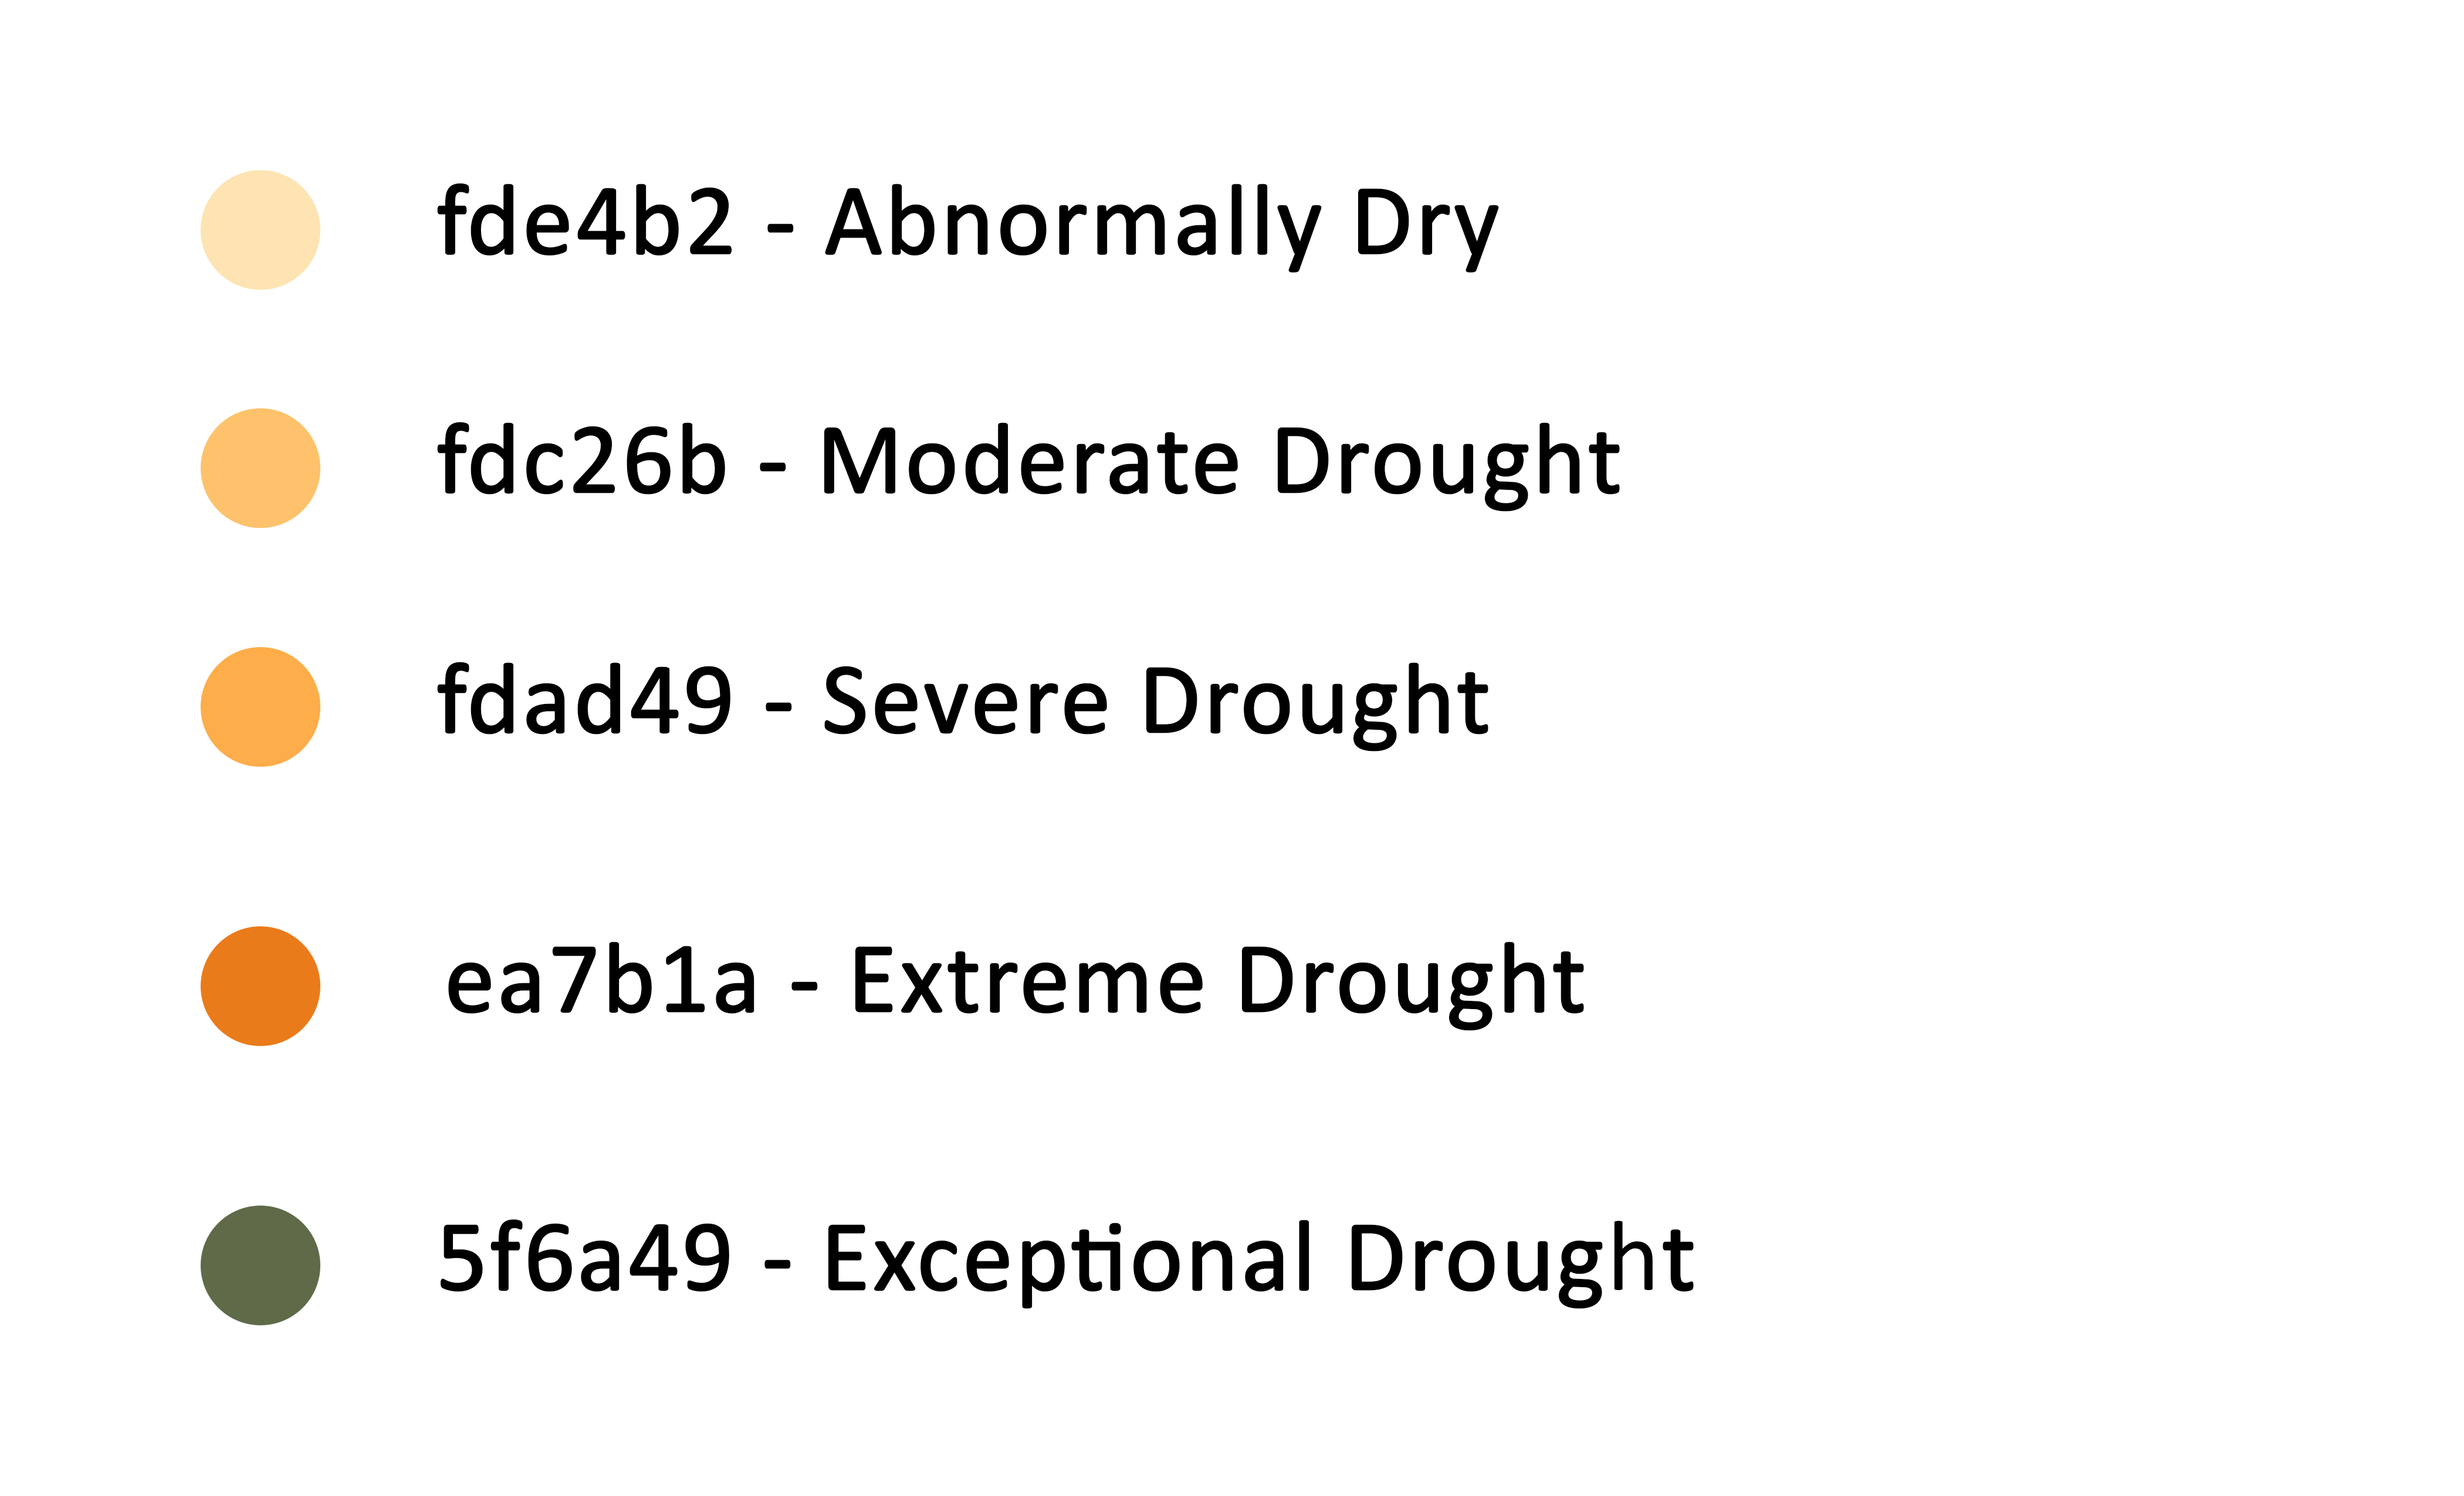 fde4b2 - Abnormally Dry
fdc26b - Moderate Drought
fdad49 - Severe Drought
ea7b1a - Extreme Drought
5f6a49 - Exceptional Drought